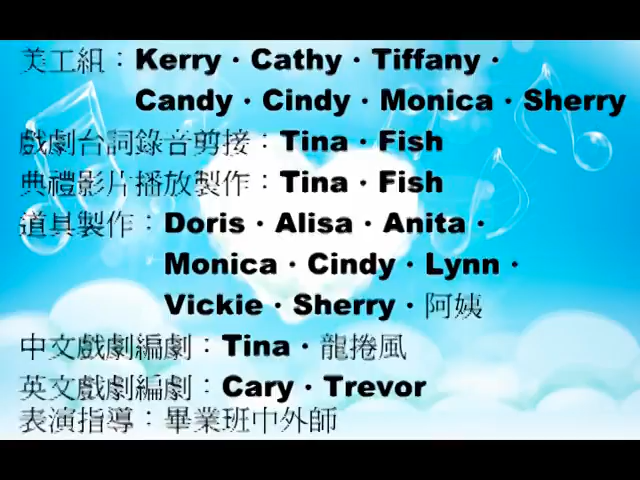 美工組：Kerry・Cathy・Tiffany・
Candy・Cindy・Monica・Sherry
戲劇台詞錄音剪接：Tina・Fish
典禮影片播放製作：Tina・Fish
道具製作：Doris・Alisa・Anita・
Monica・Cindy・Lynn・
Vickie・Sherry・阿姨
中文戲劇編劇：Tina・龍捲風
英文戲劇編劇：Cary・Trevor
表演指導：畢業班中外師